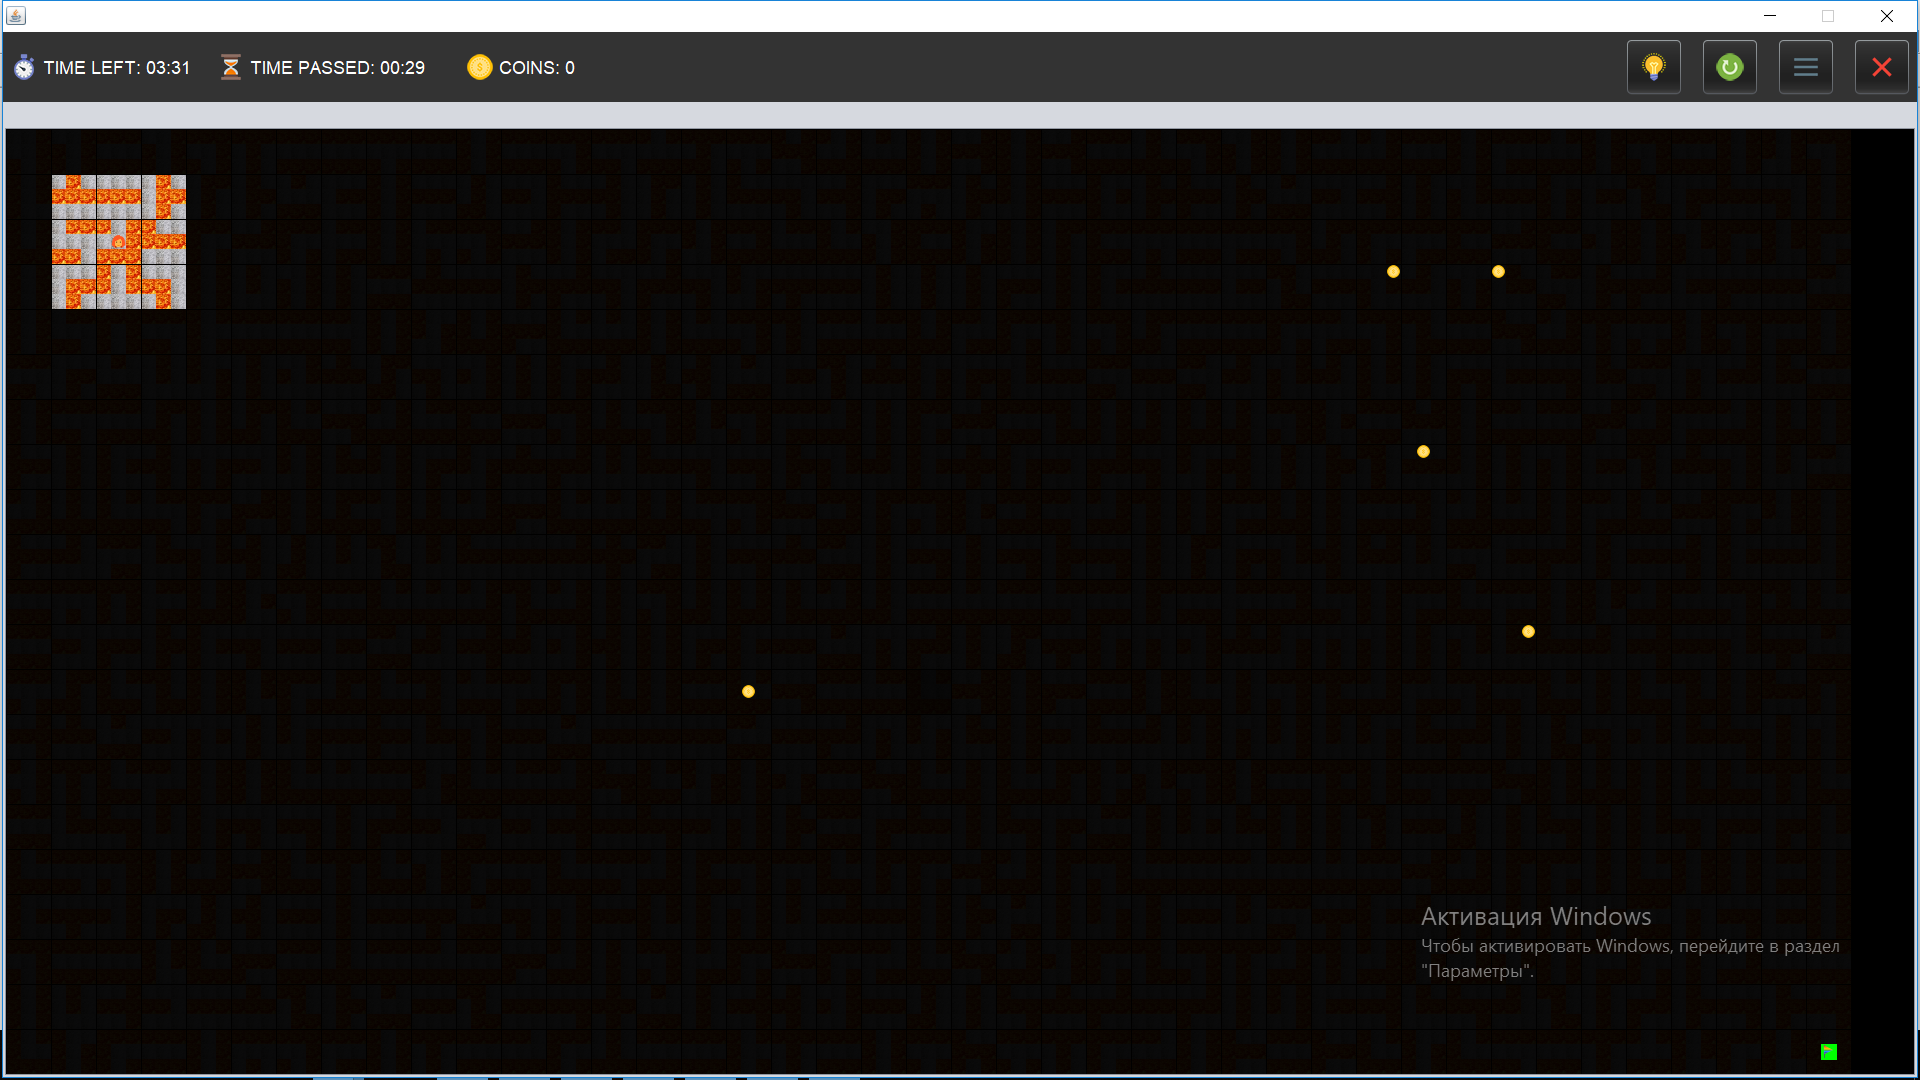 TIME LEFT: 03:31
TIME PASSED: 00:29
COINS: 0
Активация Windows
Чтобы активировать Windows, перейдите в раздел
"Параметры".